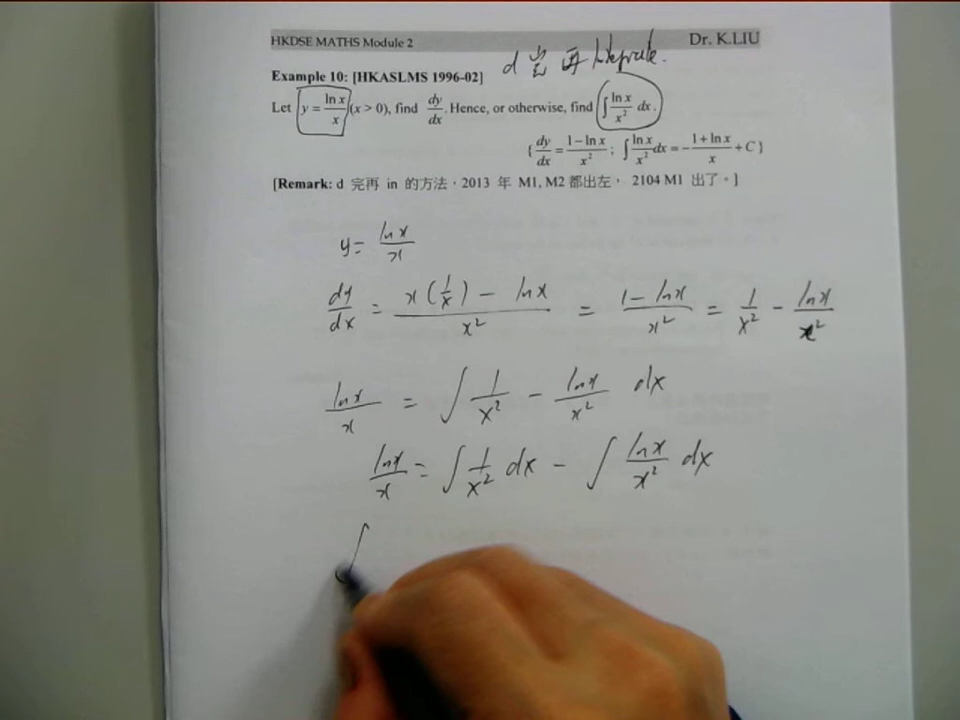 HKDSE MATHS Module 2 Dr. K.LIU
d 完 再 integrate.
Example 10: [HKASLMS 1996-02]
Let y = ln x / x (x > 0), find dy/dx. Hence, or otherwise, find ∫ ln x / x² dx.
{ dy/dx = (1 − ln x)/x² ; ∫ ln x / x² dx = − (1 + ln x)/x + C }
[Remark: d 完再 in 的方法，2013 年 M1, M2 都出左， 2104 M1 出了。]
y = ln x / x
dy/dx = (x(1/x) − ln x)/x² = (1 − ln x)/x² = 1/x² − ln x / x²
ln x / x = ∫ 1/x² − ln x / x² dx
ln x / x = ∫ 1/x² dx − ∫ ln x / x² dx
∫